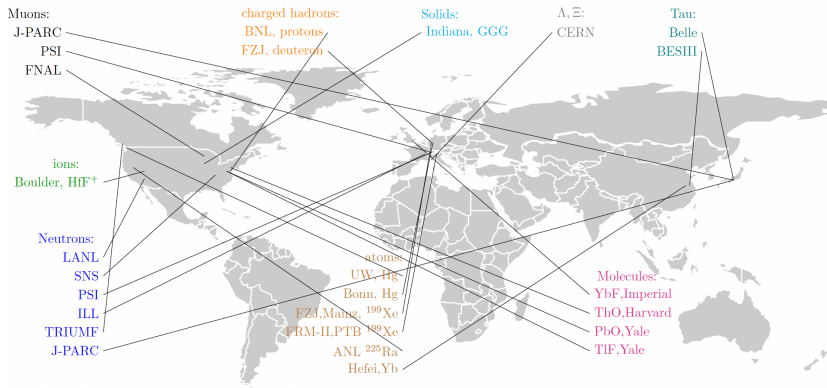 Muons:
J-PARC
PSI
FNAL
charged hadrons:
BNL, protons
FZJ, deuteron
Solids:
Indiana, GGG
Λ, Ξ:
CERN
Tau:
Belle
BESIII
ions:
Boulder, HfF⁺
Neutrons:
LANL
SNS
PSI
ILL
TRIUMF
J-PARC
atoms:
UW, Hg
Bonn, Hg
FZJ,Mainz, ¹⁹⁹Xe
FRM-II,PTB ¹⁹⁹Xe
ANL ²²⁵Ra
Hefei,Yb
Molecules:
YbF,Imperial
ThO,Harvard
PbO,Yale
TlF,Yale